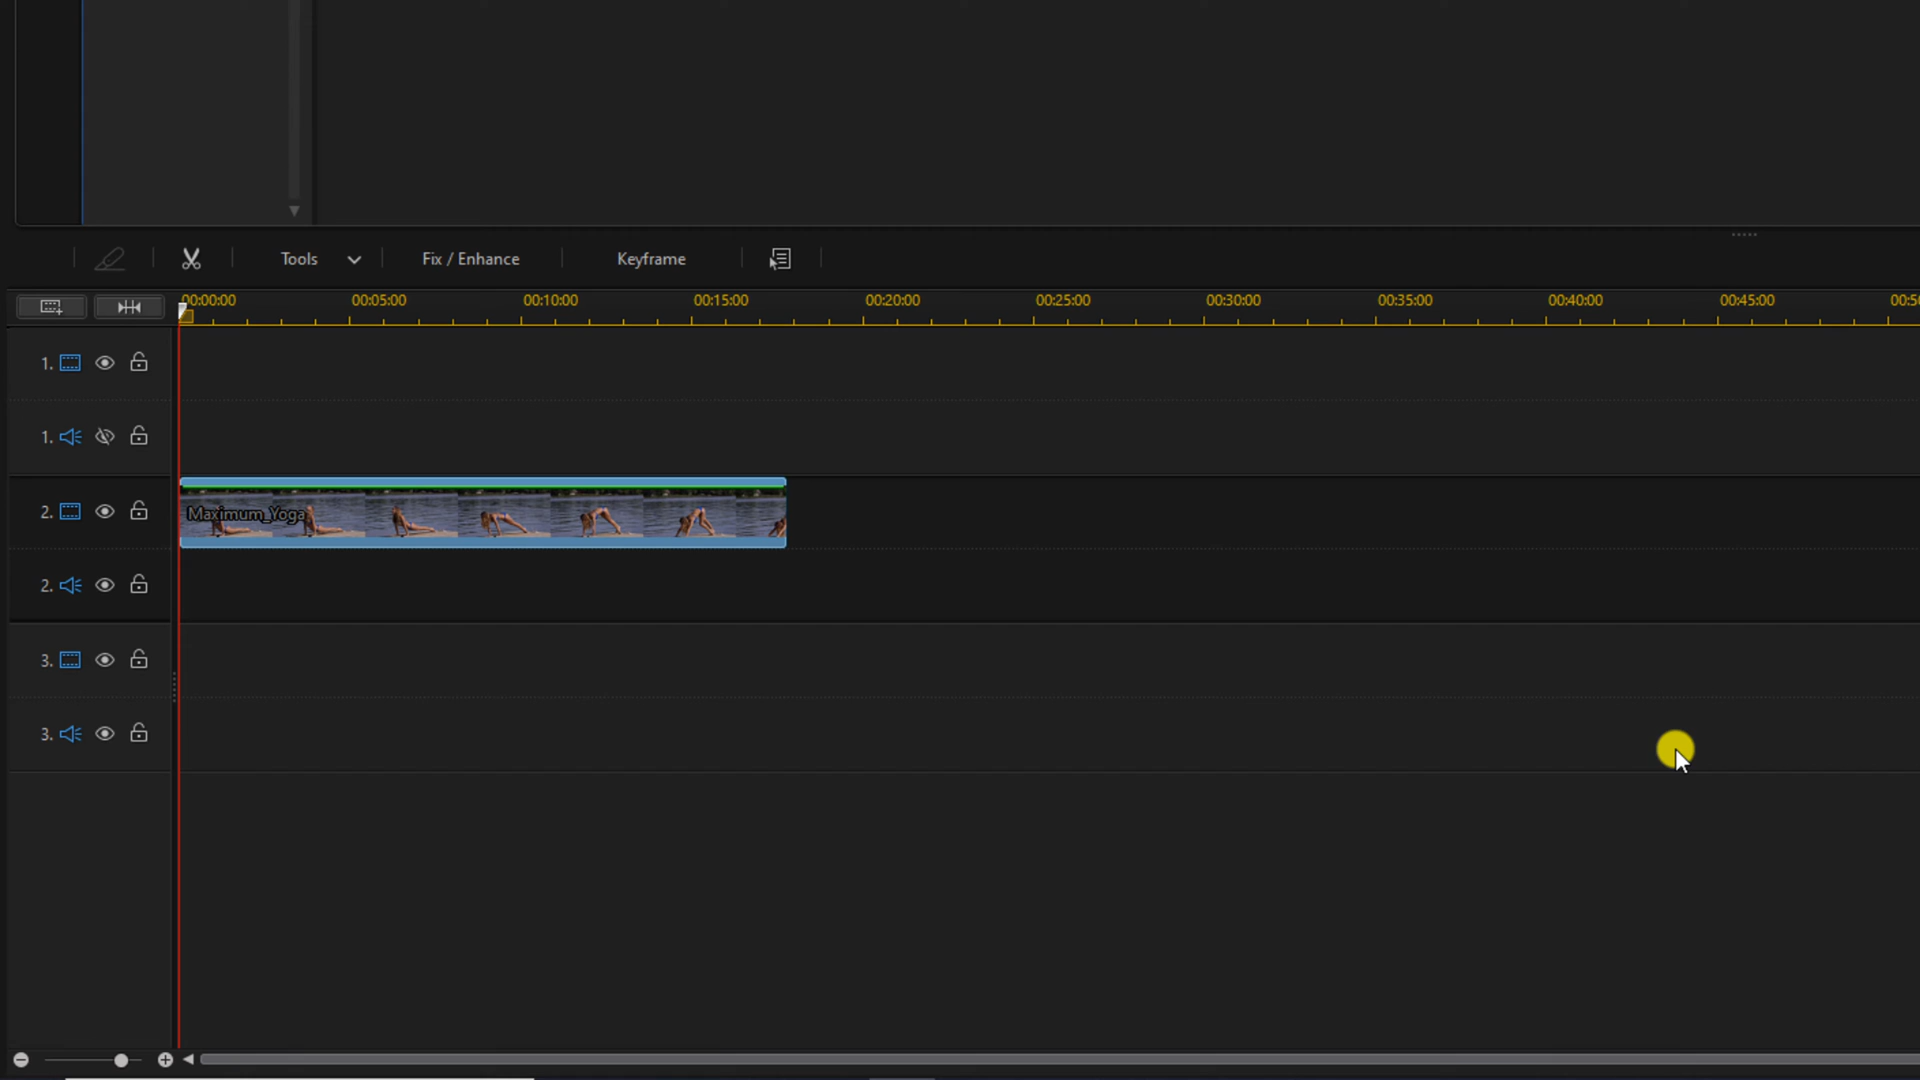 Tools Fix / Enhance Keyframe
00:00:00 00:05:00 00:10:00 00:15:00 00:20:00 00:25:00 00:30:00 00:35:00 00:40:00 00:45:00
1.
1.
2. Maximum_Yoga
2.
3.
3.